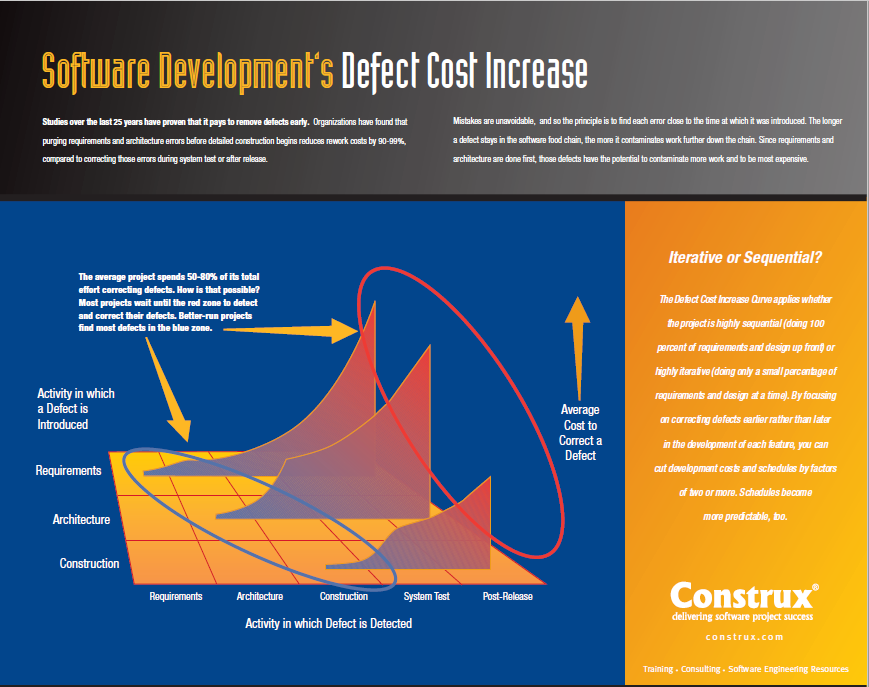 Software Development's Defect Cost Increase
Studies over the last 25 years have proven that it pays to remove defects early. Organizations have found that
purging requirements and architecture errors before detailed construction begins reduces rework costs by 90-99%,
compared to correcting those errors during system test or after release.
Mistakes are unavoidable, and so the principle is to find each error close to the time at which it was introduced. The longer
a defect stays in the software food chain, the more it contaminates work further down the chain. Since requirements and
architecture are done first, those defects have the potential to contaminate more work and to be most expensive.
The average project spends 50-80% of its total
effort correcting defects. How is that possible?
Most projects wait until the red zone to detect
and correct their defects. Better-run projects
find most defects in the blue zone.
Activity in which
a Defect is
Introduced
Requirements
Architecture
Construction
Requirements
Architecture
Construction
System Test
Post-Release
Activity in which Defect is Detected
Average
Cost to
Correct a
Defect
Iterative or Sequential?
The Defect Cost Increase Curve applies whether
the project is highly sequential (doing 100
percent of requirements and design up front) or
highly iterative (doing only a small percentage of
requirements and design at a time). By focusing
on correcting defects earlier rather than later
in the development of each feature, you can
cut development costs and schedules by factors
of two or more. Schedules become
more predictable, too.
Construx®
delivering software project success
construx.com
Training • Consulting • Software Engineering Resources